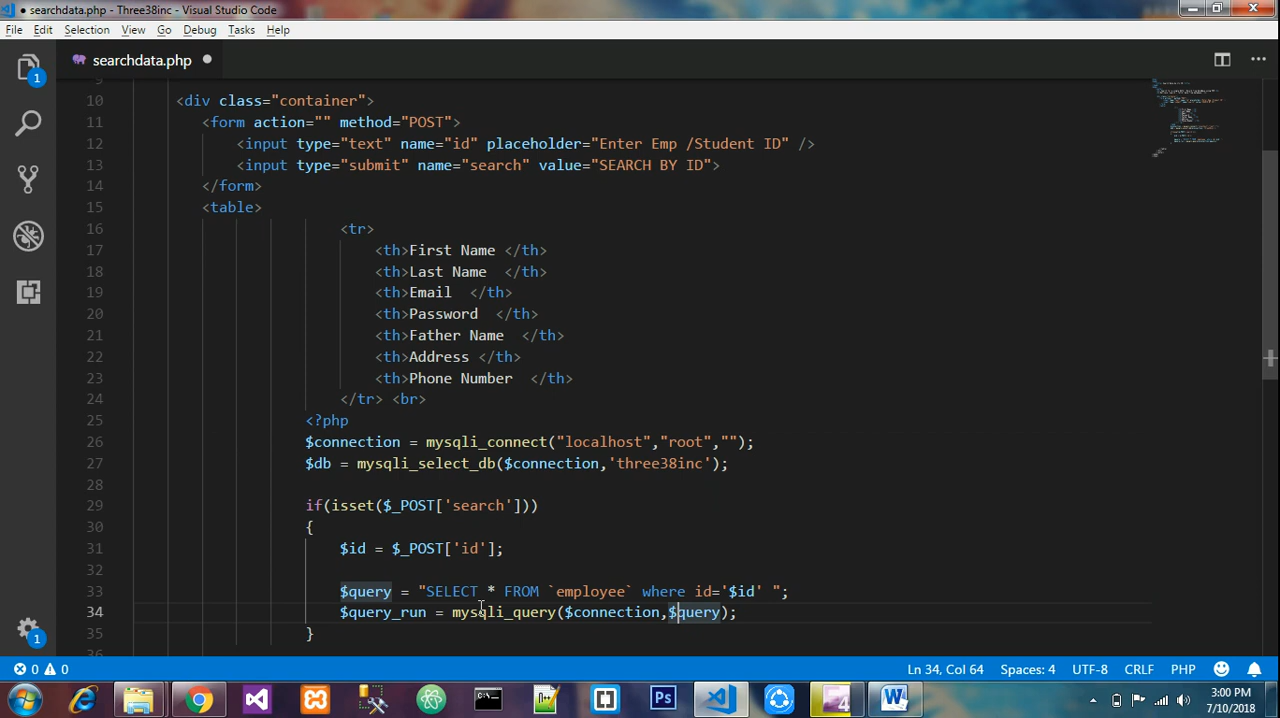 searchdata.php - Three38inc - Visual Studio Code
File Edit Selection View Go Debug Tasks Help
searchdata.php
10 <div class="container">
11 <form action="" method="POST">
12 <input type="text" name="id" placeholder="Enter Emp /Student ID" />
13 <input type="submit" name="search" value="SEARCH BY ID">
14 </form>
15 <table>
16 <tr>
17 <th>First Name </th>
18 <th>Last Name  </th>
19 <th>Email  </th>
20 <th>Password  </th>
21 <th>Father Name  </th>
22 <th>Address </th>
23 <th>Phone Number  </th>
24 </tr> <br>
25 <?php
26 $connection = mysqli_connect("localhost","root","");
27 $db = mysqli_select_db($connection,'three38inc');
28
29 if(isset($_POST['search']))
30 {
31 $id = $_POST['id'];
32
33 $query = "SELECT * FROM `employee` where id='$id' ";
34 $query_run = mysqli_query($connection,$query);
35 }
1
1
0 0 Ln 34, Col 64 Spaces: 4 UTF-8 CRLF PHP
Ps W
3:00 PM
7/10/2018